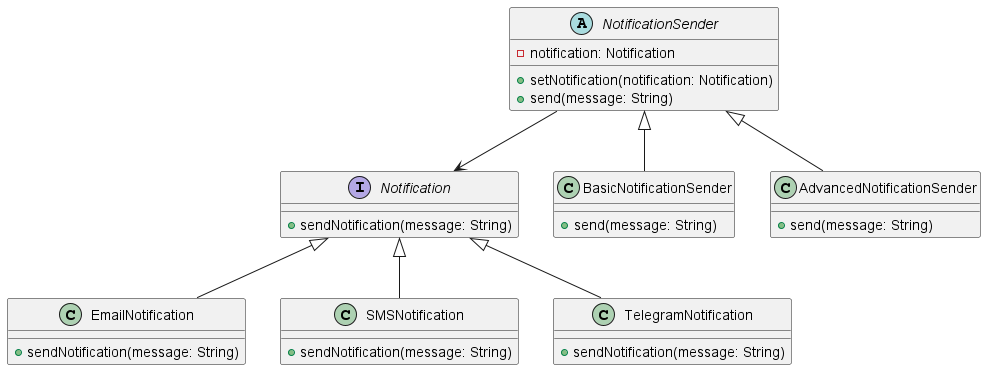 A NotificationSender
notification: Notification
setNotification(notification: Notification)
send(message: String)
I Notification
sendNotification(message: String)
C BasicNotificationSender
send(message: String)
C AdvancedNotificationSender
send(message: String)
C EmailNotification
sendNotification(message: String)
C SMSNotification
sendNotification(message: String)
C TelegramNotification
sendNotification(message: String)